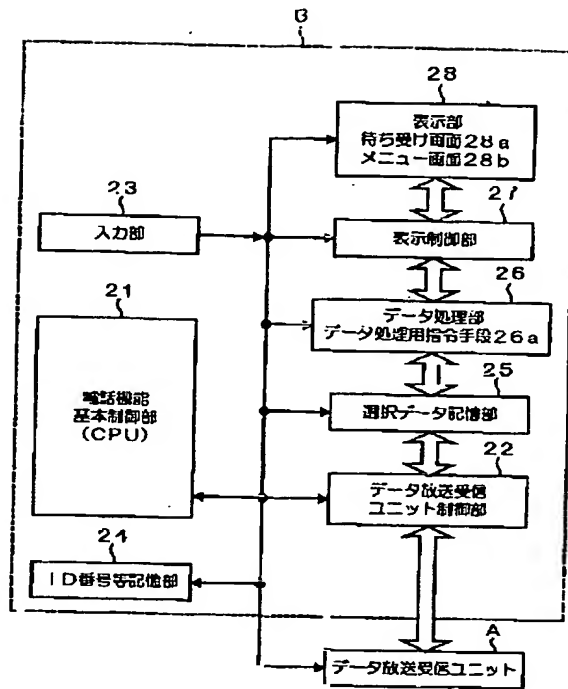 B
28
表示部
待ち受け画面28a
メニュー画面28b
23
入力部
27
表示制御部
21
電話機能
基本制御部
(CPU)
26
データ処理部
データ処理用指令手段26a
25
選択データ記憶部
22
データ放送受信
ユニット制御部
24
ID番号等記憶部
A
データ放送受信ユニット